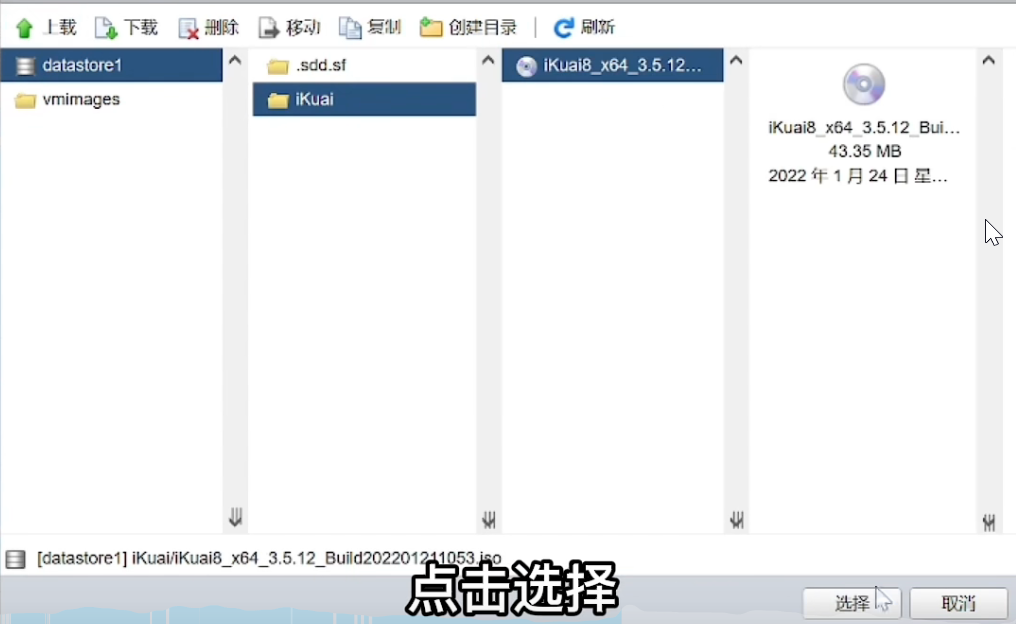 上载 下载 删除 移动 复制 创建目录 刷新
datastore1
vmimages
.sdd.sf
iKuai
iKuai8_x64_3.5.12...
iKuai8_x64_3.5.12_Bui...
43.35 MB
2022 年 1 月 24 日 星...
[datastore1] iKuai/iKuai8_x64_3.5.12_Build202201211053.iso
点击选择
选择 取消